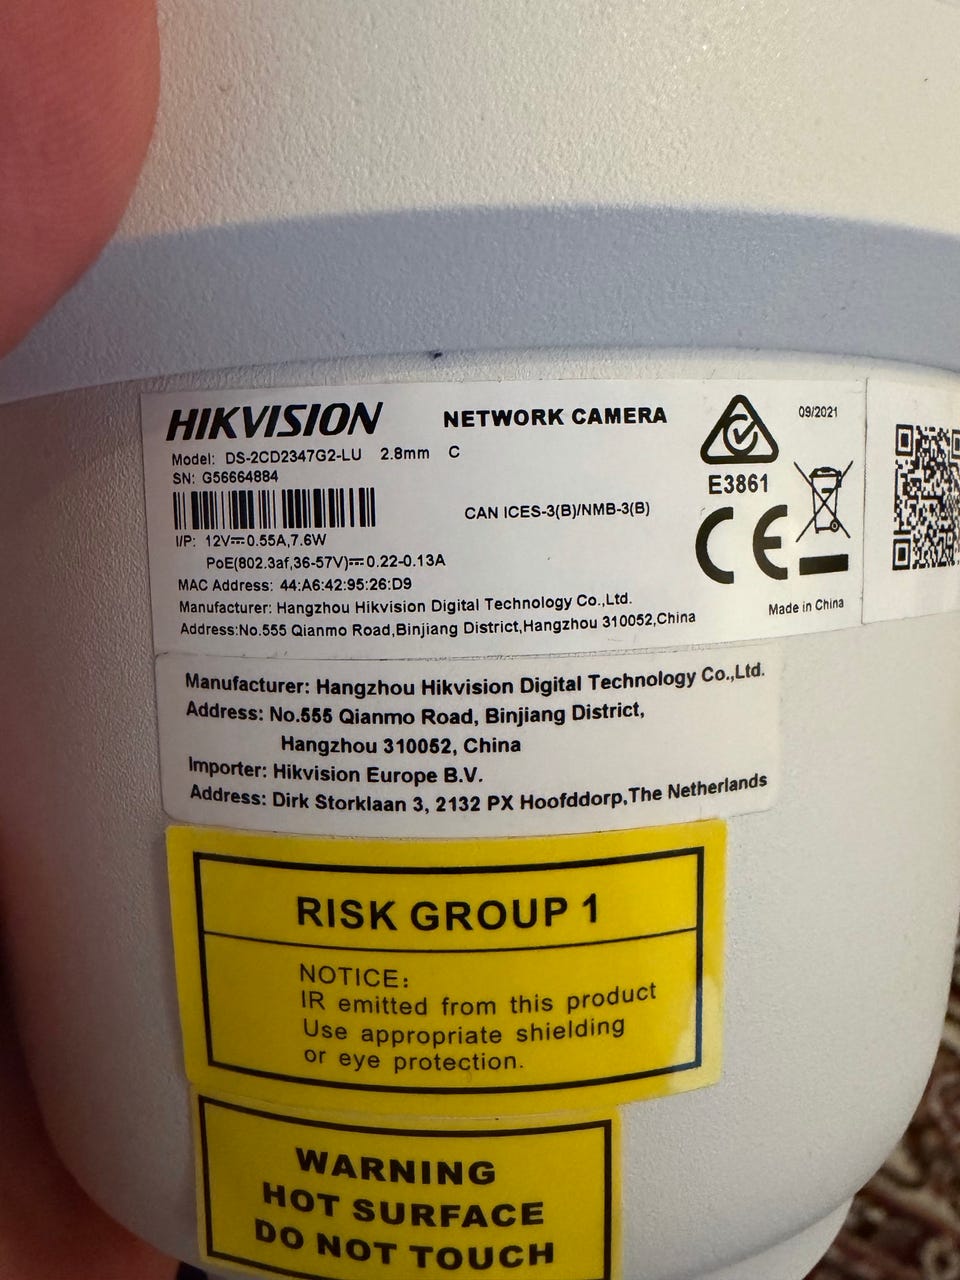 HIKVISION NETWORK CAMERA
09/2021
Model: DS-2CD2347G2-LU 2.8mm C
SN: G56664884
E3861
CAN ICES-3(B)/NMB-3(B)
I/P: 12V⎓0.55A,7.6W
PoE(802.3af,36-57V)⎓0.22-0.13A
CE
MAC Address: 44:A6:42:95:26:D9
Manufacturer: Hangzhou Hikvision Digital Technology Co.,Ltd.
Address:No.555 Qianmo Road,Binjiang District,Hangzhou 310052,China
Made in China
Manufacturer: Hangzhou Hikvision Digital Technology Co.,Ltd.
Address: No.555 Qianmo Road, Binjiang District,
Hangzhou 310052, China
Importer: Hikvision Europe B.V.
Address: Dirk Storklaan 3, 2132 PX Hoofddorp,The Netherlands
RISK GROUP 1
NOTICE:
IR emitted from this product
Use appropriate shielding
or eye protection.
WARNING
HOT SURFACE
DO NOT TOUCH